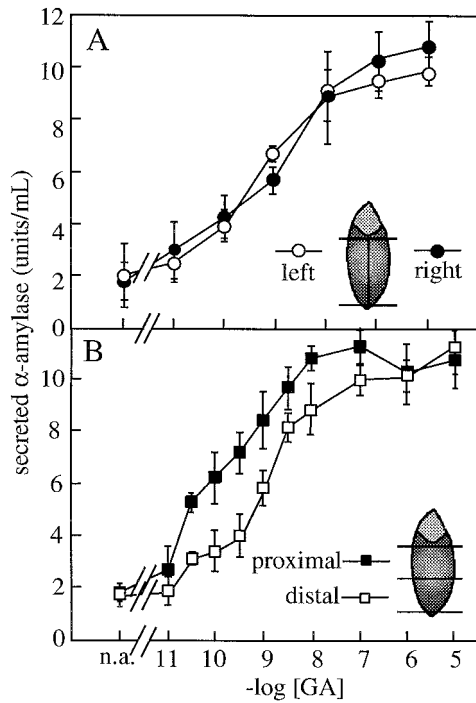 A
12
10
8
6
4
2
0
left
right
secreted α-amylase (units/mL)
B
10
8
6
4
2
0
proximal
distal
n.a. 11 10 9 8 7 6 5
-log [GA]